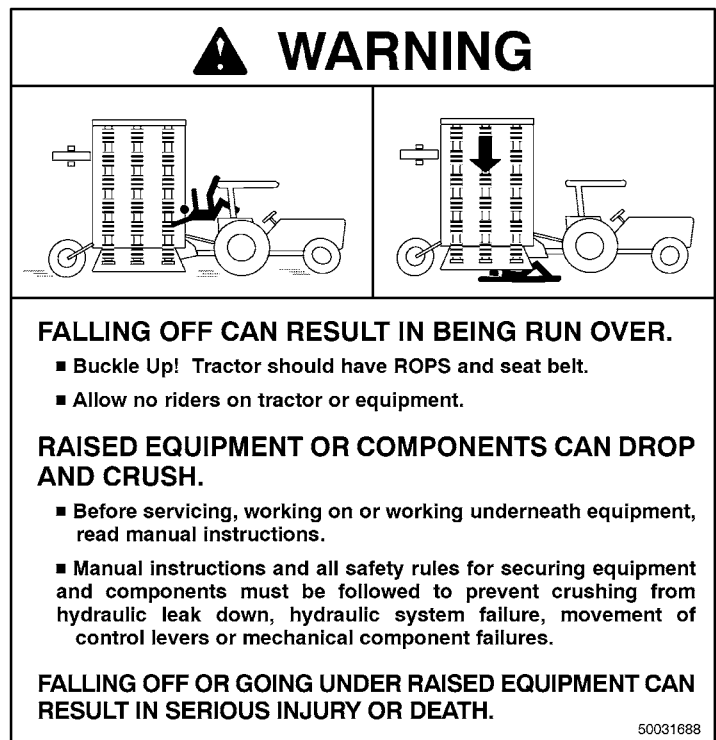 WARNING
FALLING OFF CAN RESULT IN BEING RUN OVER.
■ Buckle Up! Tractor should have ROPS and seat belt.
■ Allow no riders on tractor or equipment.
RAISED EQUIPMENT OR COMPONENTS CAN DROP
AND CRUSH.
■ Before servicing, working on or working underneath equipment,
read manual instructions.
■ Manual instructions and all safety rules for securing equipment
and components must be followed to prevent crushing from
hydraulic leak down, hydraulic system failure, movement of
control levers or mechanical component failures.
FALLING OFF OR GOING UNDER RAISED EQUIPMENT CAN
RESULT IN SERIOUS INJURY OR DEATH.
50031688